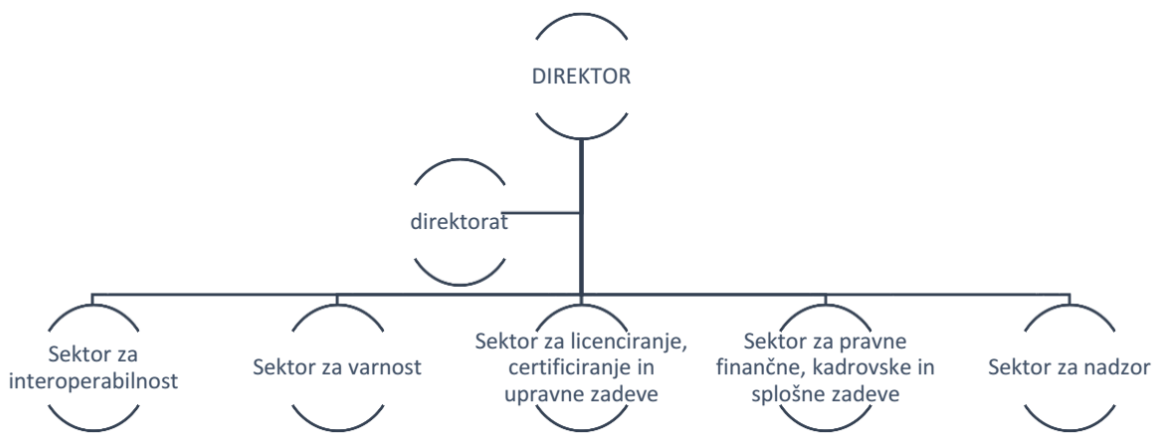 DIREKTOR
direktorat
Sektor za
interoperabilnost
Sektor za varnost
Sektor za licenciranje,
certificiranje in
upravne zadeve
Sektor za pravne
finančne, kadrovske in
splošne zadeve
Sektor za nadzor